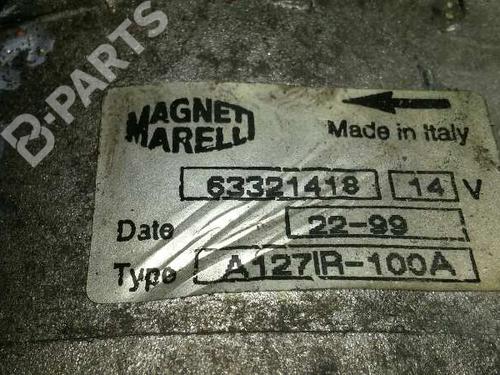 B-PARTS
MAGNETI
MARELLI
Made in Italy
63321418 14 V
Date 22-99
Type A127IR-100A